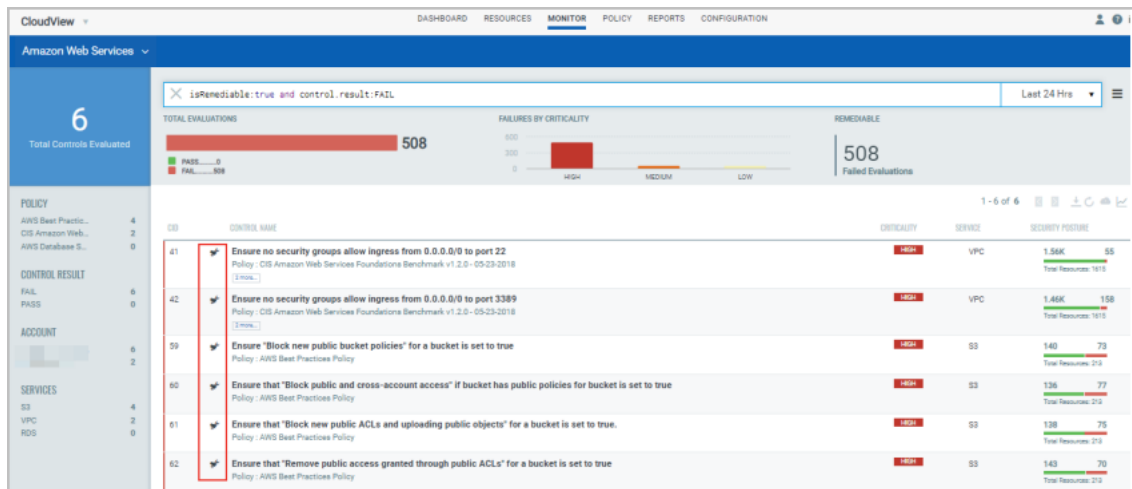 CloudView
DASHBOARD RESOURCES MONITOR POLICY REPORTS CONFIGURATION
Amazon Web Services
6
Total Controls Evaluated
isRemediable:true and control.result:FAIL
Last 24 Hrs
TOTAL EVALUATIONS
508
PASS.........0
FAIL.........508
FAILURES BY CRITICALITY
600
300
0
HIGH MEDIUM LOW
REMEDIABLE
508
Failed Evaluations
POLICY
AWS Best Practic... 4
CIS Amazon Web... 2
AWS Database S... 0
CONTROL RESULT
FAIL 6
PASS 0
ACCOUNT
6
2
SERVICES
S3 4
VPC 2
RDS 0
1 - 6 of 6
CID CONTROL NAME CRITICALITY SERVICE SECURITY POSTURE
41 Ensure no security groups allow ingress from 0.0.0.0/0 to port 22 HIGH VPC 1.56K 55
Policy : CIS Amazon Web Services Foundations Benchmark v1.2.0 - 05-23-2018
2 more... Total Resources: 1615
42 Ensure no security groups allow ingress from 0.0.0.0/0 to port 3389 HIGH VPC 1.46K 158
Policy : CIS Amazon Web Services Foundations Benchmark v1.2.0 - 05-23-2018
2 more... Total Resources: 1615
59 Ensure "Block new public bucket policies" for a bucket is set to true HIGH S3 140 73
Policy : AWS Best Practices Policy Total Resources: 213
60 Ensure that "Block public and cross-account access" if bucket has public policies for bucket is set to true HIGH S3 136 77
Policy : AWS Best Practices Policy Total Resources: 213
61 Ensure that "Block new public ACLs and uploading public objects" for a bucket is set to true. HIGH S3 138 75
Policy : AWS Best Practices Policy Total Resources: 213
62 Ensure that "Remove public access granted through public ACLs" for a bucket is set to true HIGH S3 143 70
Policy : AWS Best Practices Policy Total Resources: 213